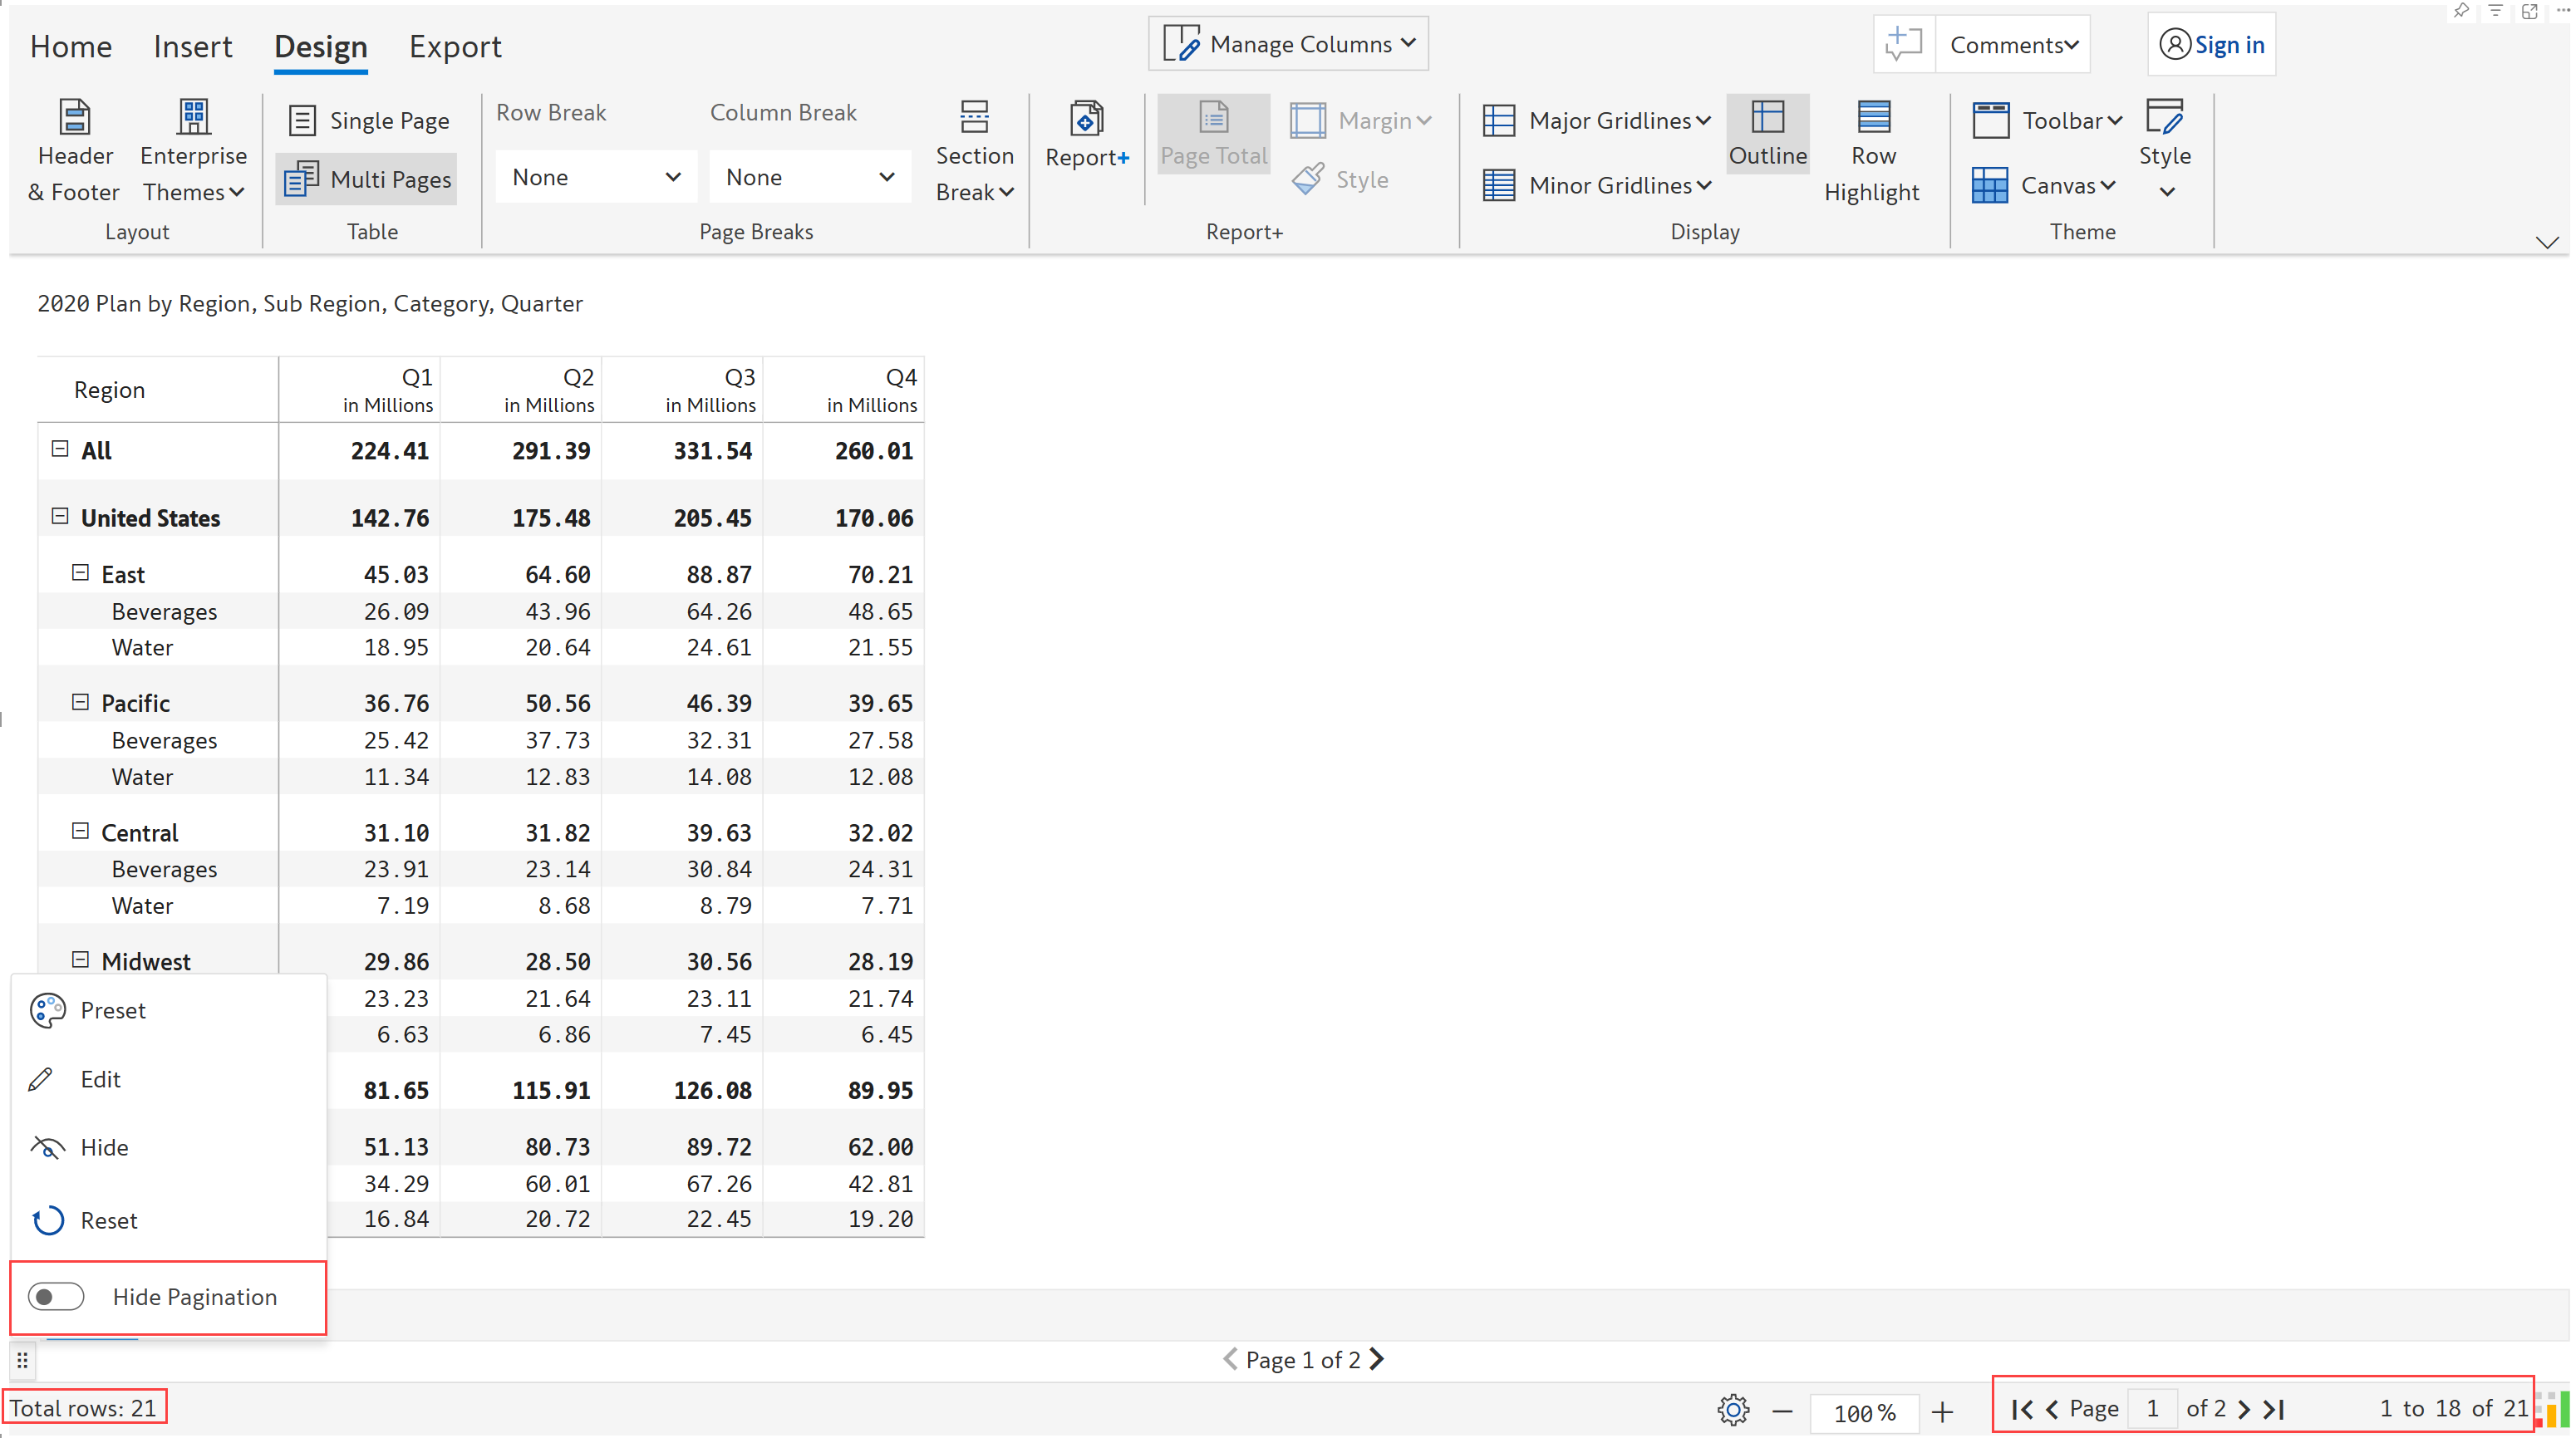 Home Insert Design Export Manage Columns Comments Sign in
Header & Footer Enterprise Themes Single Page Multi Pages Row Break None Column Break None Section Break Report+ Page Total Margin Style Major Gridlines Minor Gridlines Outline Row Highlight Toolbar Canvas Style
Layout Table Page Breaks Report+ Display Theme
2020 Plan by Region, Sub Region, Category, Quarter
Region Q1 Q2 Q3 Q4
in Millions in Millions in Millions in Millions
All 224.41 291.39 331.54 260.01
United States 142.76 175.48 205.45 170.06
East 45.03 64.60 88.87 70.21
Beverages 26.09 43.96 64.26 48.65
Water 18.95 20.64 24.61 21.55
Pacific 36.76 50.56 46.39 39.65
Beverages 25.42 37.73 32.31 27.58
Water 11.34 12.83 14.08 12.08
Central 31.10 31.82 39.63 32.02
Beverages 23.91 23.14 30.84 24.31
Water 7.19 8.68 8.79 7.71
Midwest 29.86 28.50 30.56 28.19
23.23 21.64 23.11 21.74
6.63 6.86 7.45 6.45
81.65 115.91 126.08 89.95
51.13 80.73 89.72 62.00
34.29 60.01 67.26 42.81
16.84 20.72 22.45 19.20
Preset
Edit
Hide
Reset
Hide Pagination
Page 1 of 2
Total rows: 21 100 % Page 1 of 2 1 to 18 of 21